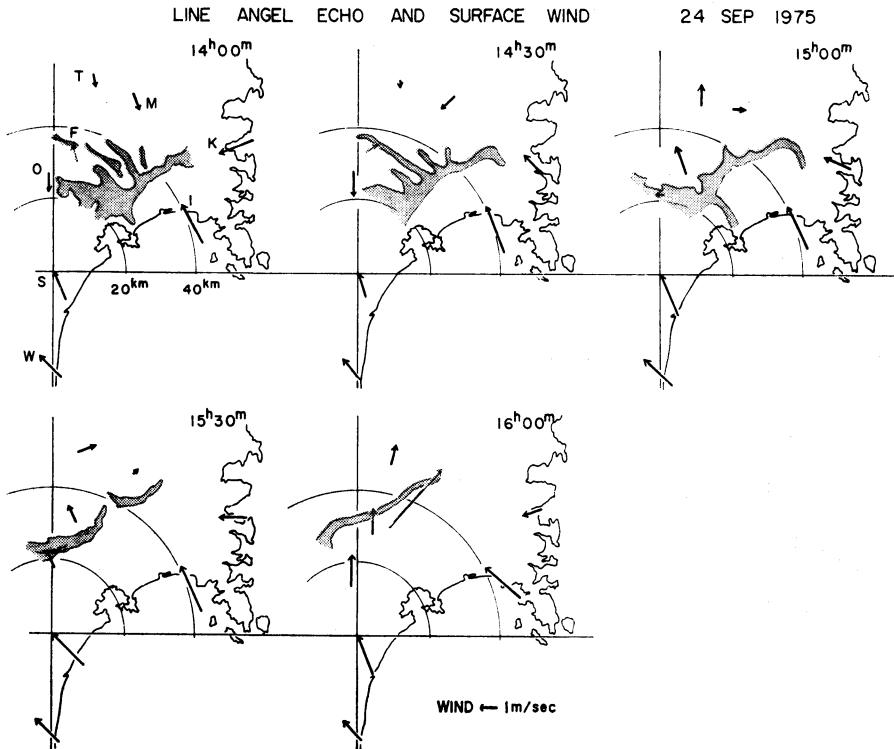 LINE ANGEL ECHO AND SURFACE WIND 24 SEP 1975
14ʰ00ᵐ
14ʰ30ᵐ
15ʰ00ᵐ
T
M
F
K
O
I
S
20ᵏᵐ
40ᵏᵐ
W
15ʰ30ᵐ
16ʰ00ᵐ
WIND ← 1m/sec